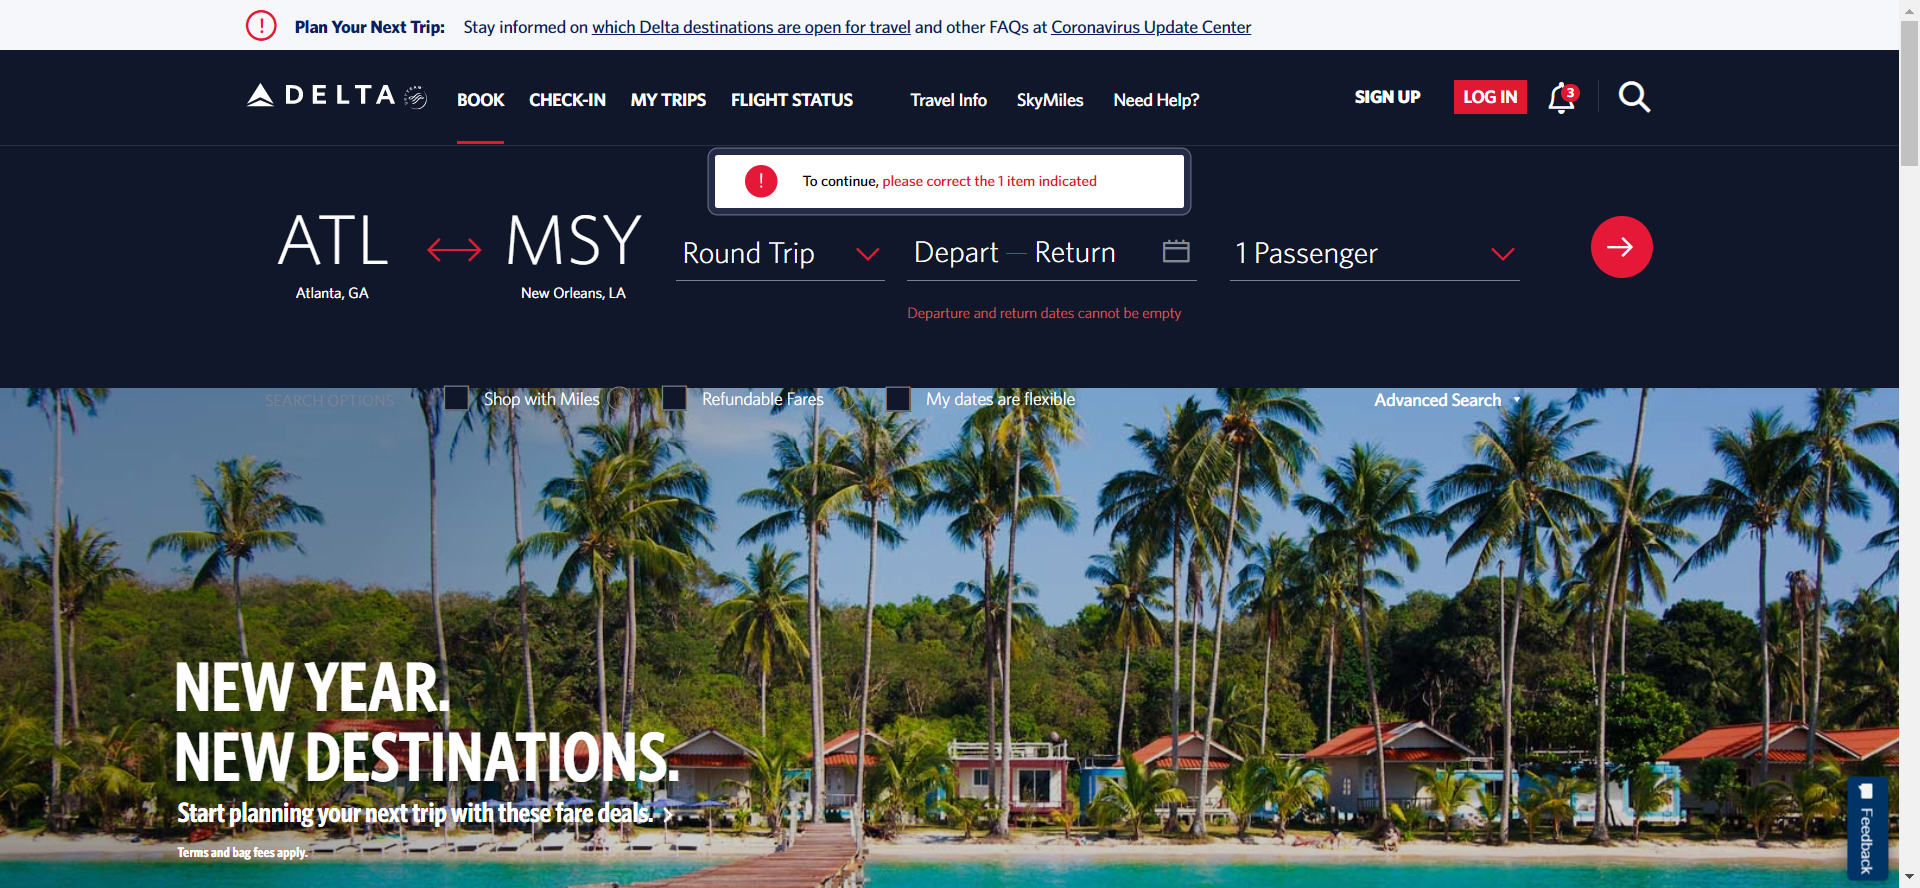 Plan Your Next Trip: Stay informed on which Delta destinations are open for travel and other FAQs at Coronavirus Update Center
DELTA BOOK CHECK-IN MY TRIPS FLIGHT STATUS Travel Info SkyMiles Need Help? SIGN UP LOG IN 3
! To continue, please correct the 1 item indicated
ATL MSY Round Trip Depart — Return 1 Passenger
Atlanta, GA New Orleans, LA
Departure and return dates cannot be empty
SEARCH OPTIONS Shop with Miles Refundable Fares My dates are flexible Advanced Search
NEW YEAR.
NEW DESTINATIONS.
Start planning your next trip with these fare deals. >
Terms and bag fees apply.
Feedback